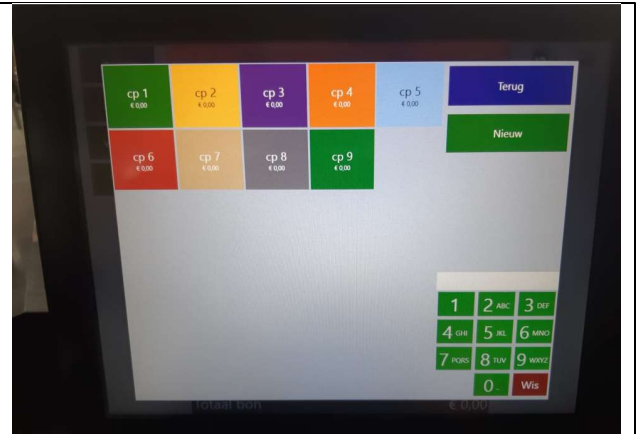 cp 1
€ 0,00
cp 2
€ 0,00
cp 3
€ 0,00
cp 4
€ 0,00
cp 5
€ 0,00
Terug
Nieuw
cp 6
€ 0,00
cp 7
€ 0,00
cp 8
€ 0,00
cp 9
€ 0,00
1 2 ABC 3 DEF
4 GHI 5 JKL 6 MNO
7 PQRS 8 TUV 9 WXYZ
0 _ Wis
Totaal bon € 0,00